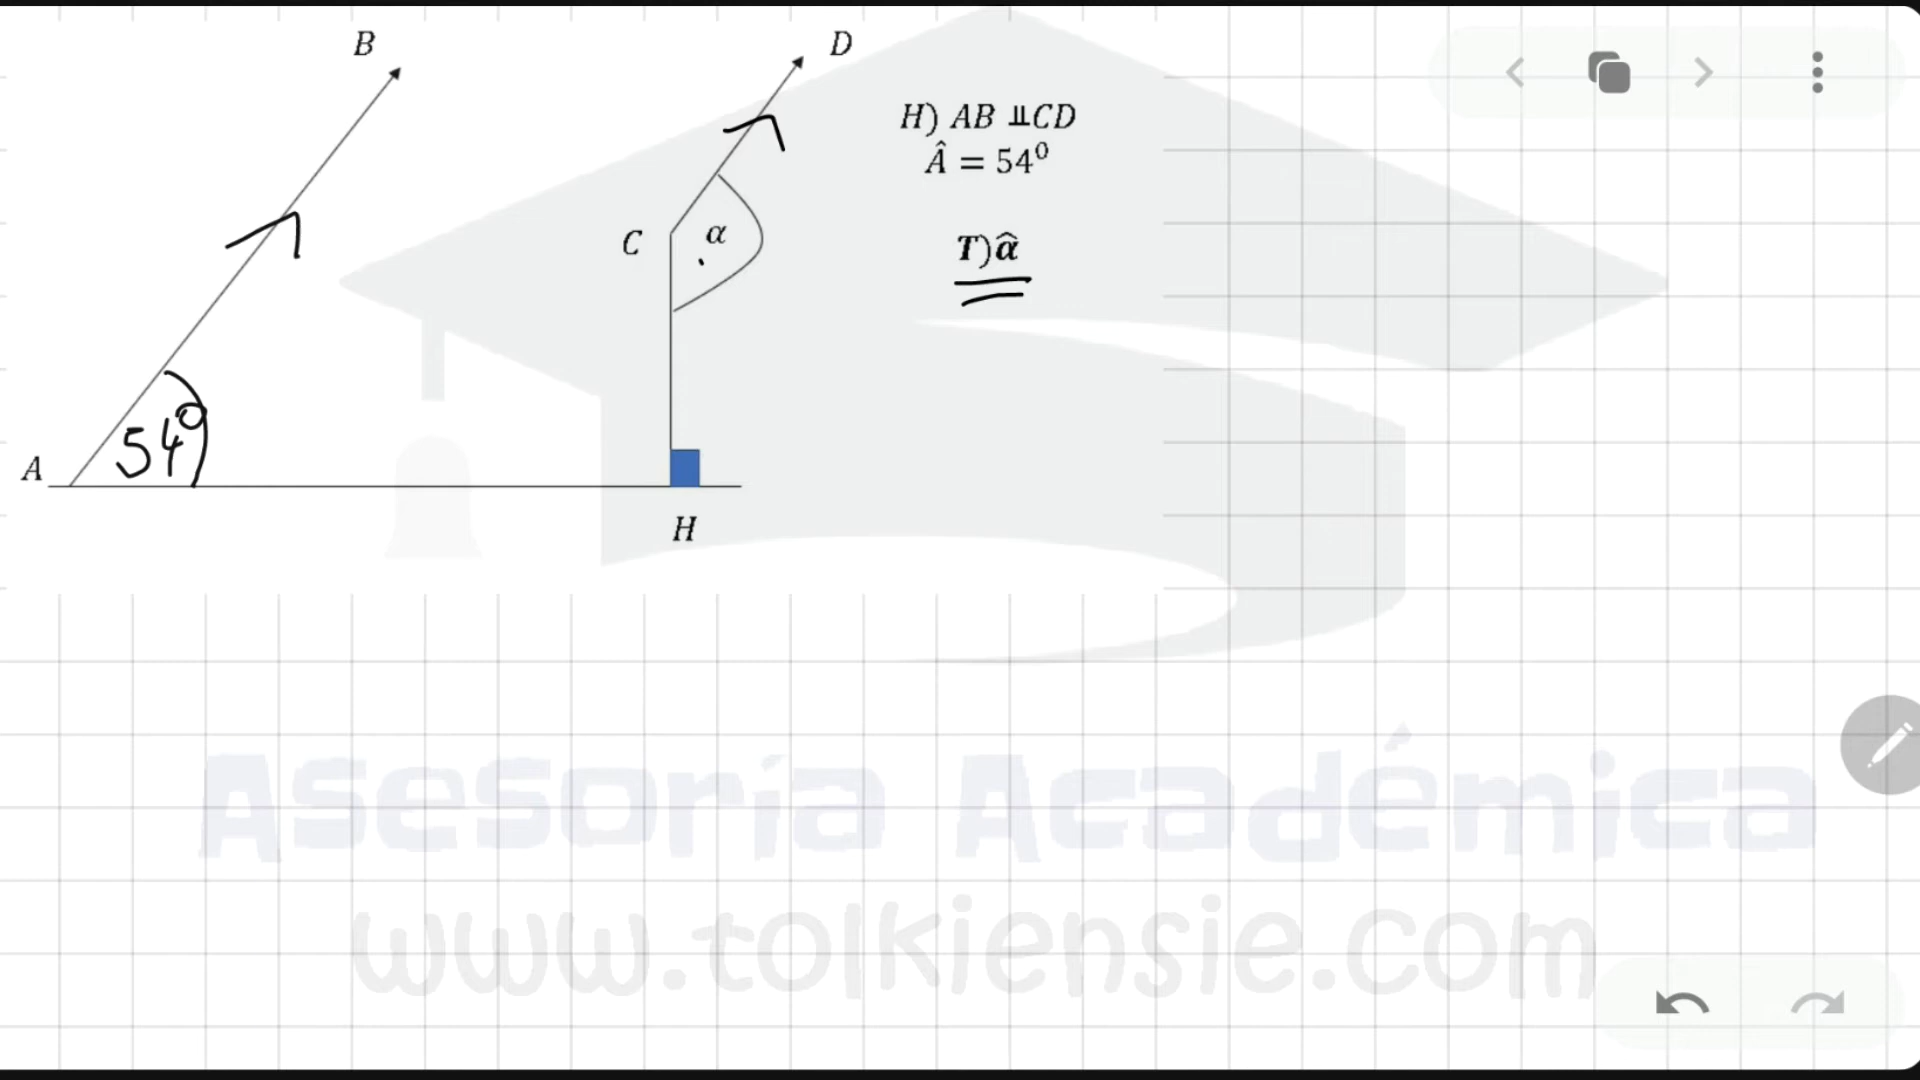 B
D
H) AB ⫫CD
Â = 54⁰
C
α
T)α̂
54°
A
H
Asesoría Académica
www.tolkiensie.com